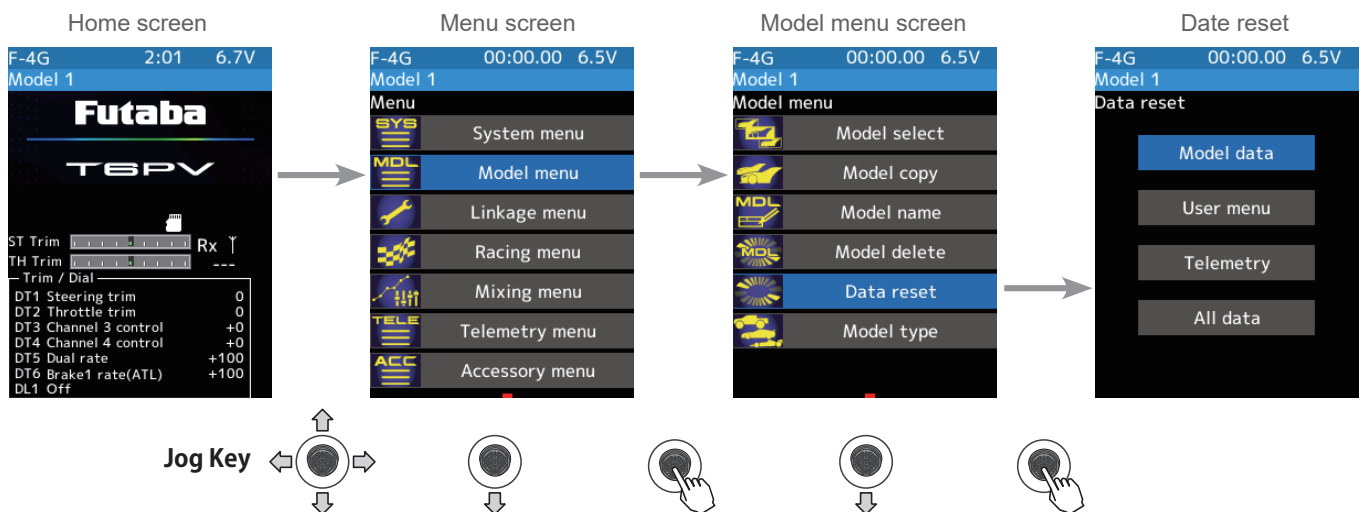 Home screen
Menu screen
Model menu screen
Date reset
F-4G 2:01 6.7V
Model 1
Futaba
T6PV
ST Trim
Rx
TH Trim
---
Trim / Dial
DT1 Steering trim 0
DT2 Throttle trim 0
DT3 Channel 3 control +0
DT4 Channel 4 control +0
DT5 Dual rate +100
DT6 Brake1 rate(ATL) +100
DL1 Off
F-4G 00:00.00 6.5V
Model 1
Menu
SYS System menu
MDL Model menu
Linkage menu
Racing menu
Mixing menu
TELE Telemetry menu
ACC Accessory menu
F-4G 00:00.00 6.5V
Model 1
Model menu
Model select
Model copy
MDL Model name
MDL Model delete
Data reset
Model type
F-4G 00:00.00 6.5V
Model 1
Data reset
Model data
User menu
Telemetry
All data
Jog Key